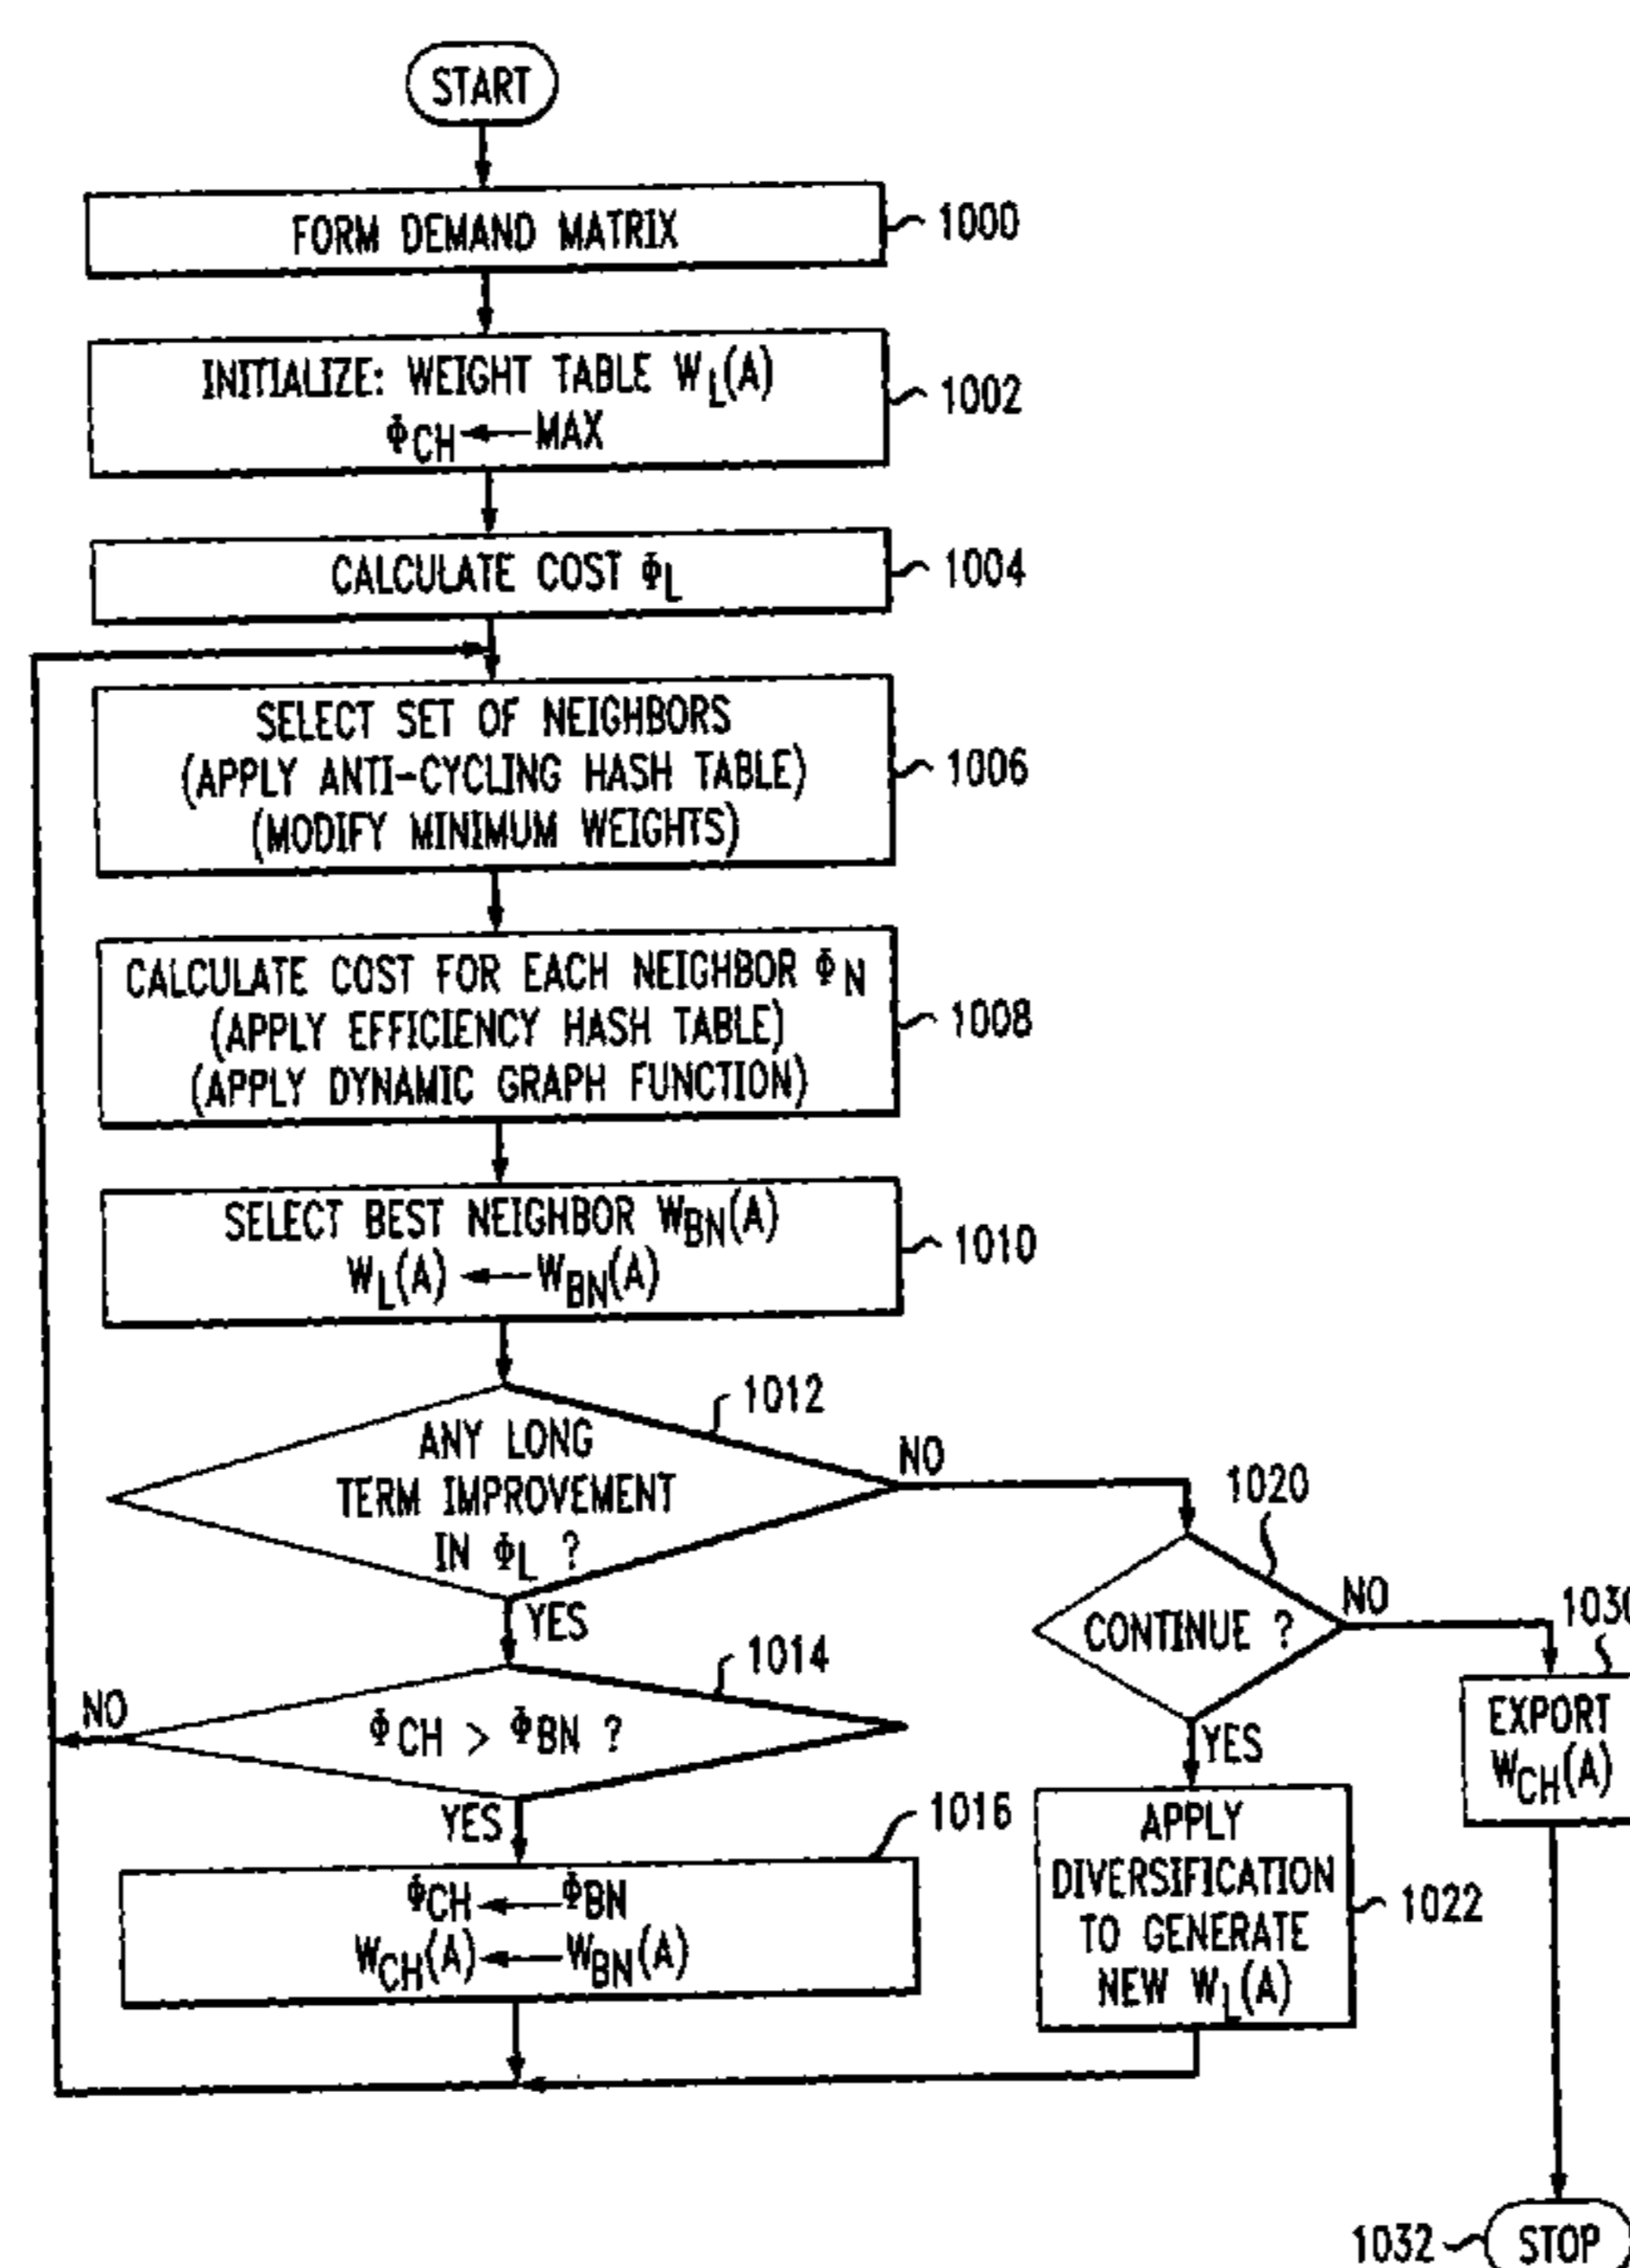 START
FORM DEMAND MATRIX
1000
INITIALIZE: WEIGHT TABLE WL(A)
ΦCH ← MAX
1002
CALCULATE COST ΦL
1004
SELECT SET OF NEIGHBORS
(APPLY ANTI-CYCLING HASH TABLE)
(MODIFY MINIMUM WEIGHTS)
1006
CALCULATE COST FOR EACH NEIGHBOR ΦN
(APPLY EFFICIENCY HASH TABLE)
(APPLY DYNAMIC GRAPH FUNCTION)
1008
SELECT BEST NEIGHBOR WBN(A)
WL(A) ← WBN(A)
1010
1012
ANY LONG
TERM IMPROVEMENT
IN ΦL ?
NO
YES
1014
ΦCH > ΦBN ?
NO
YES
1016
ΦCH ← ΦBN
WCH(A) ← WBN(A)
1020
CONTINUE ?
NO
YES
APPLY
DIVERSIFICATION
TO GENERATE
NEW WL(A)
1022
1030
EXPORT
WCH(A)
1032
STOP